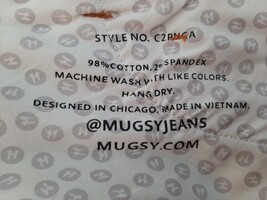 STYLE NO.
98% COTTON, 2% SPANDEX
MACHINE WASH WITH LIKE COLORS.
HANG DRY.
DESIGNED IN CHICAGO, MADE IN VIETNAM.
@MUGSYJEANS
MUGSY.COM